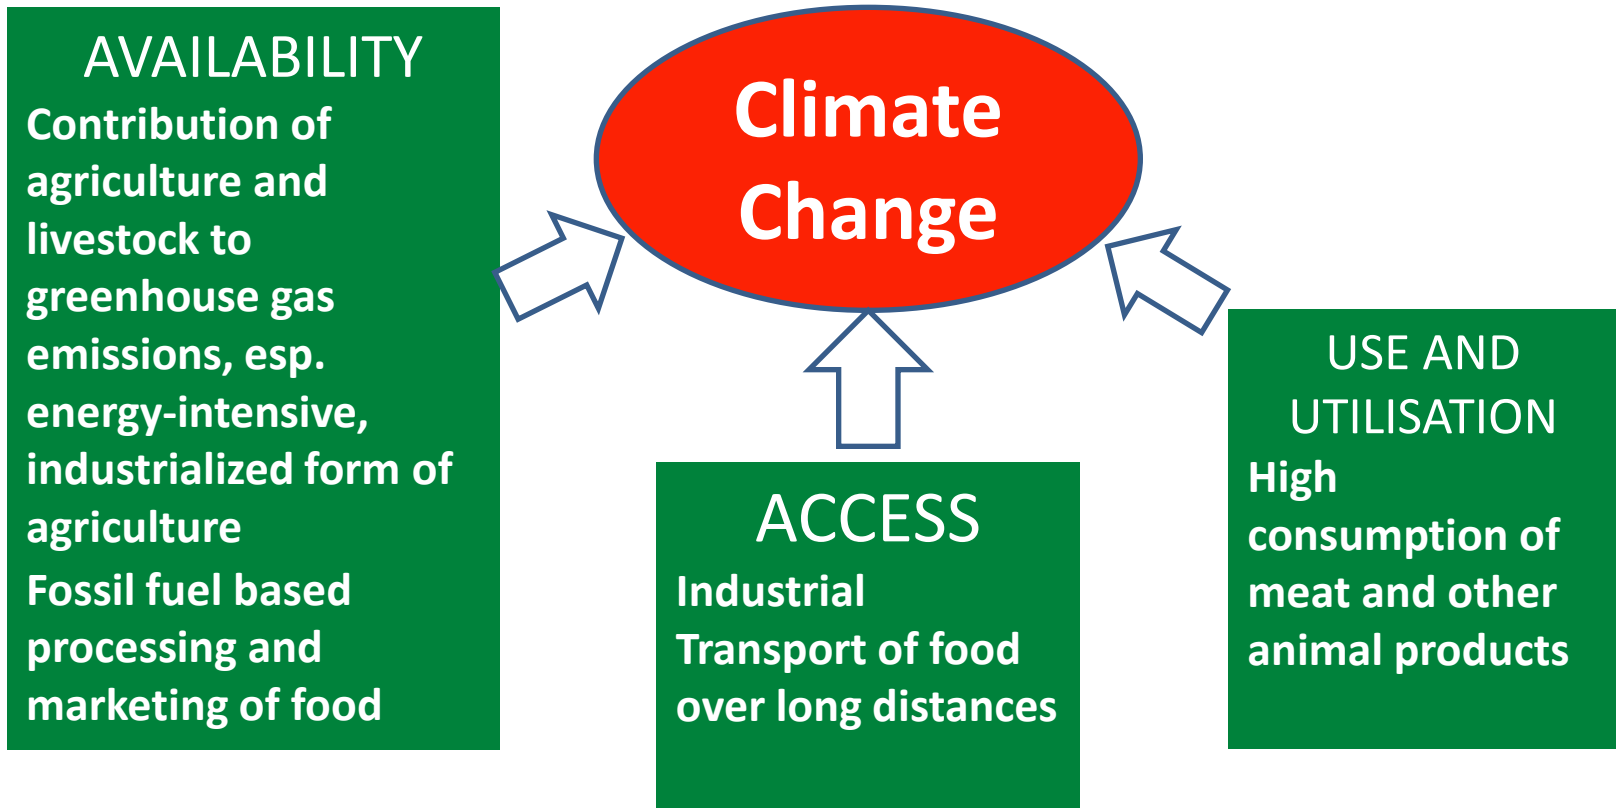 AVAILABILITY
Contribution of
agriculture and
livestock to
greenhouse gas
emissions, esp.
energy-intensive,
industrialized form of
agriculture
Fossil fuel based
processing and
marketing of food
Climate
Change
ACCESS
Industrial
Transport of food
over long distances
USE AND
UTILISATION
High
consumption of
meat and other
animal products